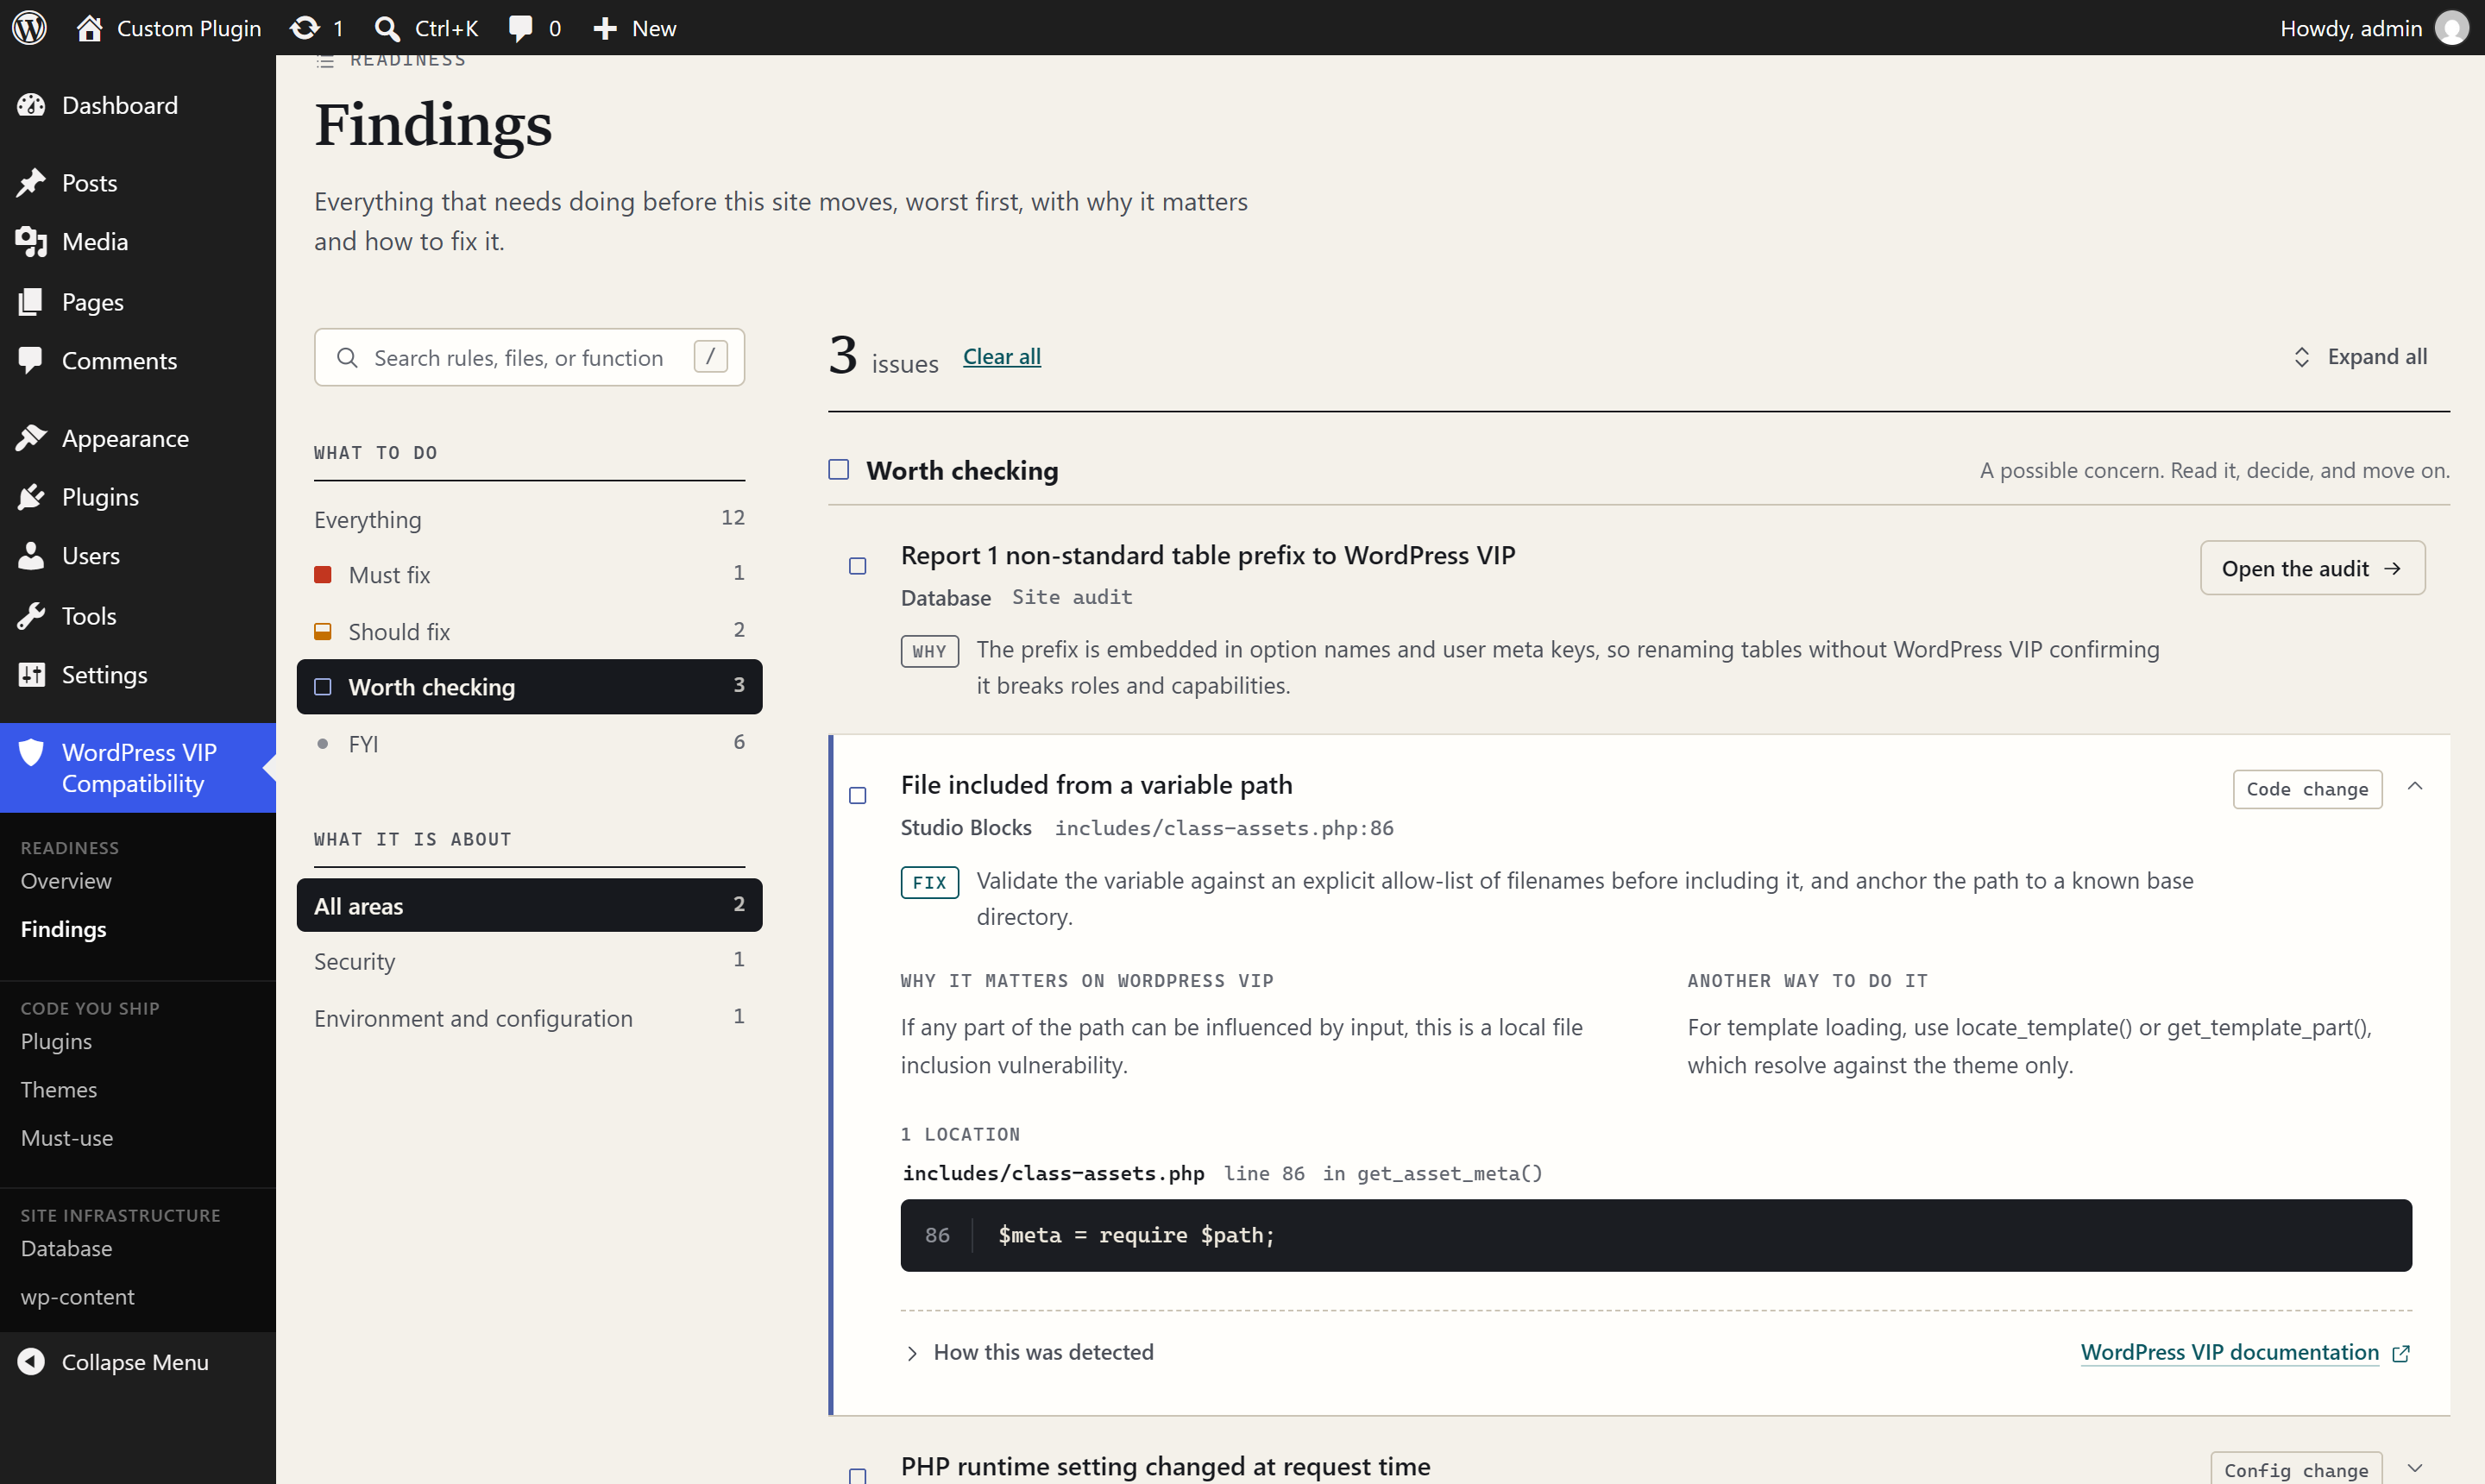 Custom Plugin 1 Ctrl+K 0 New Howdy, admin
Dashboard
Posts
Media
Pages
Comments
Appearance
Plugins
Users
Tools
Settings
WordPress VIP
Compatibility
READINESS
Overview
Findings
CODE YOU SHIP
Plugins
Themes
Must-use
SITE INFRASTRUCTURE
Database
wp-content
Collapse Menu
READINESS
Findings
Everything that needs doing before this site moves, worst first, with why it matters
and how to fix it.
Search rules, files, or function /
WHAT TO DO
Everything 12
Must fix 1
Should fix 2
Worth checking 3
FYI 6
WHAT IT IS ABOUT
All areas 2
Security 1
Environment and configuration 1
3 issues Clear all Expand all
Worth checking A possible concern. Read it, decide, and move on.
Report 1 non-standard table prefix to WordPress VIP
Open the audit →
Database Site audit
WHY The prefix is embedded in option names and user meta keys, so renaming tables without WordPress VIP confirming
it breaks roles and capabilities.
File included from a variable path
Code change
Studio Blocks includes/class-assets.php:86
FIX Validate the variable against an explicit allow-list of filenames before including it, and anchor the path to a known base
directory.
WHY IT MATTERS ON WORDPRESS VIP
If any part of the path can be influenced by input, this is a local file
inclusion vulnerability.
ANOTHER WAY TO DO IT
For template loading, use locate_template() or get_template_part(),
which resolve against the theme only.
1 LOCATION
includes/class-assets.php line 86 in get_asset_meta()
86 $meta = require $path;
How this was detected WordPress VIP documentation
PHP runtime setting changed at request time
Config change